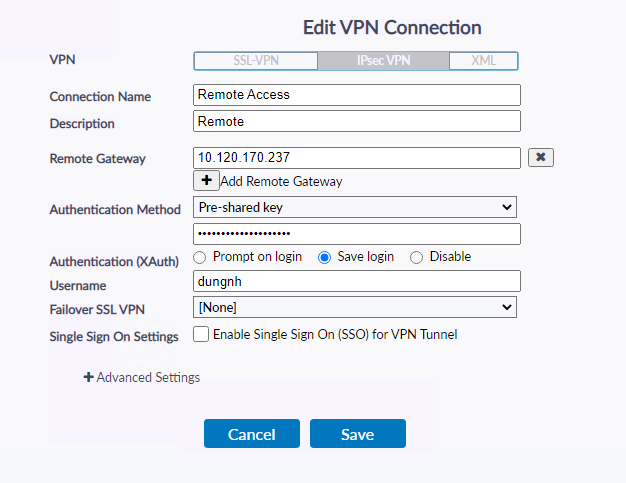 Edit VPN Connection
VPN SSL-VPN IPsec VPN XML
Connection Name Remote Access
Description Remote
Remote Gateway 10.120.170.237 ✖
+ Add Remote Gateway
Authentication Method Pre-shared key
••••••••••••••••••••
Authentication (XAuth) Prompt on login Save login Disable
Username dungnh
Failover SSL VPN [None]
Single Sign On Settings Enable Single Sign On (SSO) for VPN Tunnel
+ Advanced Settings
Cancel Save